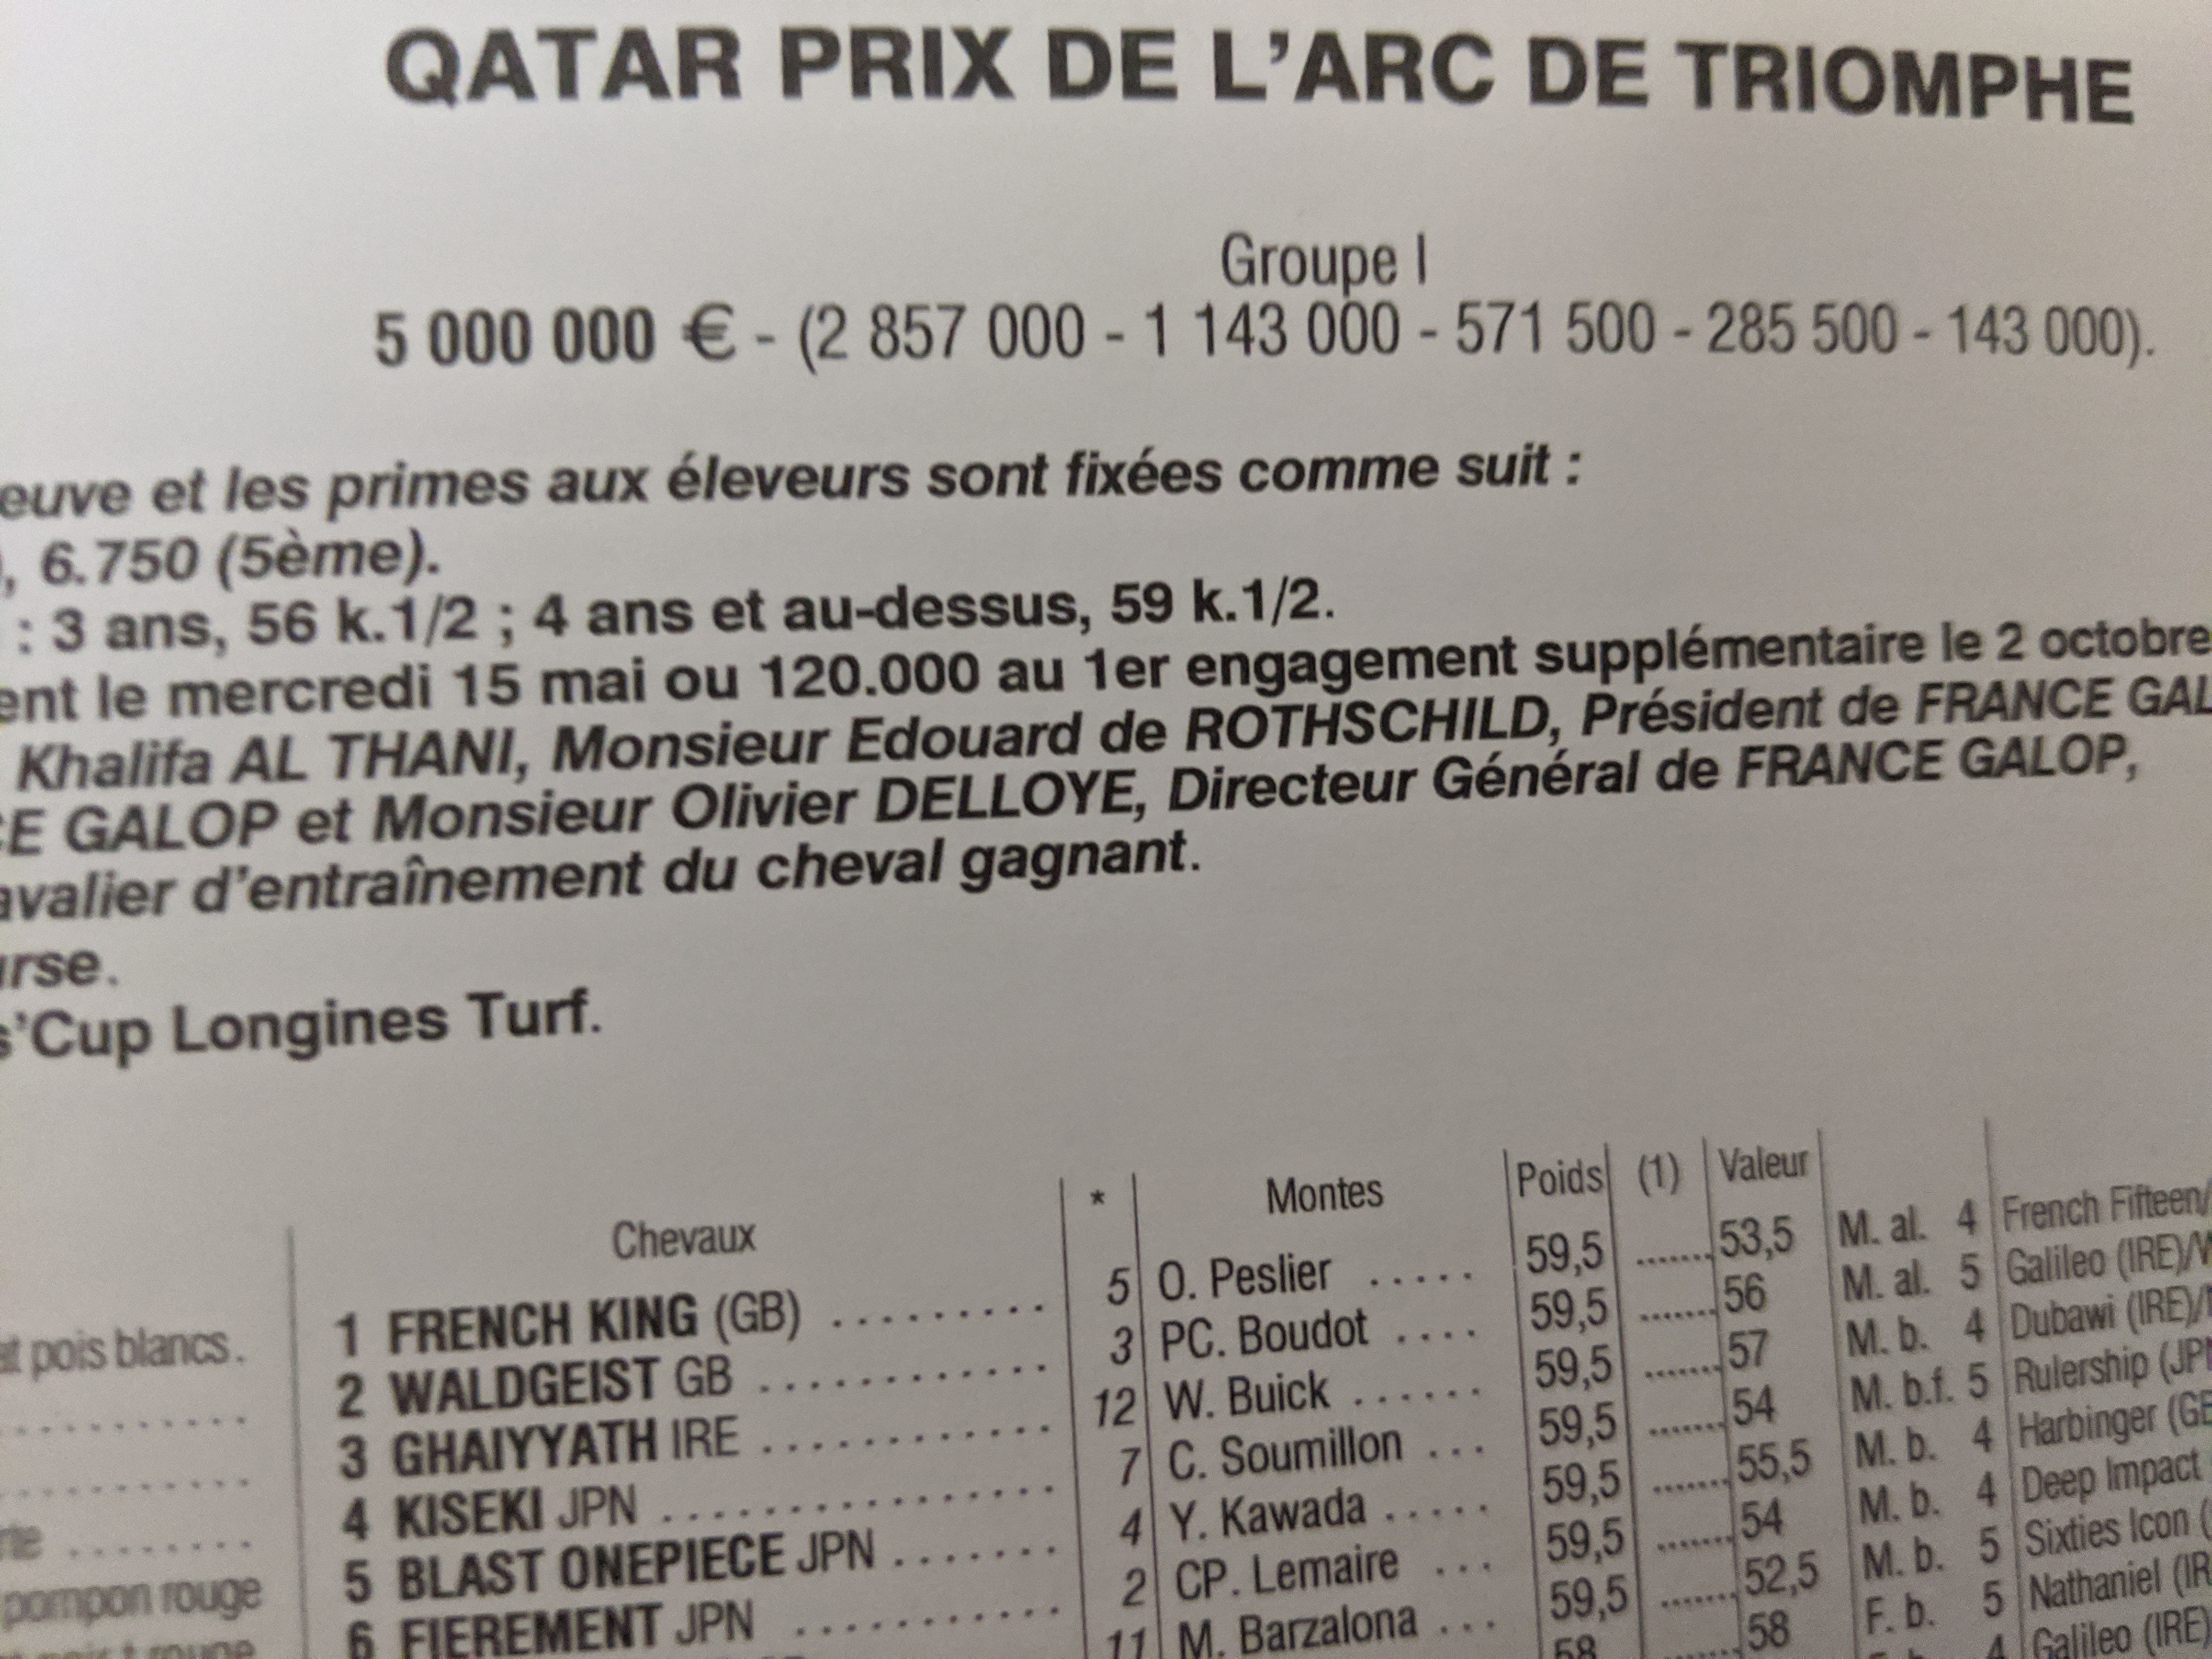 QATAR PRIX DE L'ARC DE TRIOMPHE
Groupe I
5 000 000 € - (2 857 000 - 1 143 000 - 571 500 - 285 500 - 143 000).
euve et les primes aux éleveurs sont fixées comme suit :
), 6.750 (5ème).
: 3 ans, 56 k.1/2 ; 4 ans et au-dessus, 59 k.1/2.
ent le mercredi 15 mai ou 120.000 au 1er engagement supplémentaire le 2 octobre
Khalifa AL THANI, Monsieur Edouard de ROTHSCHILD, Président de FRANCE GAL
CE GALOP et Monsieur Olivier DELLOYE, Directeur Général de FRANCE GALOP,
avalier d'entraînement du cheval gagnant.
urse.
s'Cup Longines Turf.
Chevaux * Montes Poids (1) Valeur
pois blancs. 1 FRENCH KING (GB) ......... 5 O. Peslier ..... 59,5 ....... 53,5 M. al. 4 French Fifteen/
2 WALDGEIST GB ............ 3 PC. Boudot .... 59,5 ....... 56 M. al. 5 Galileo (IRE)/
3 GHAIYYATH IRE ............ 12 W. Buick ...... 59,5 ....... 57 M. b. 4 Dubawi (IRE)/
4 KISEKI JPN ................ 7 C. Soumillon ... 59,5 ....... 54 M. b.f. 5 Rulership (JP
pompon rouge 5 BLAST ONEPIECE JPN ....... 4 Y. Kawada ..... 59,5 ....... 55,5 M. b. 4 Harbinger (GB
rouge 6 FIEREMENT JPN ........... 2 CP. Lemaire ... 59,5 ....... 54 M. b. 4 Deep Impact
11 M. Barzalona ... 59,5 ....... 52,5 M. b. 5 Sixties Icon (
58 ....... 58 F. b. 5 Nathaniel (IR
4 Galileo (IRE)